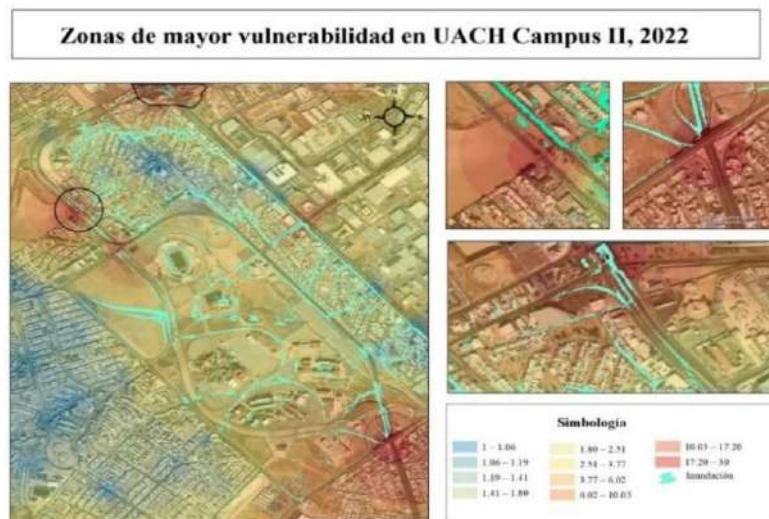 Zonas de mayor vulnerabilidad en UACH Campus II, 2022
Simbología
1 – 1.06
1.06 – 1.19
1.19 – 1.41
1.41 – 1.80
1.80 – 2.51
2.51 – 3.77
3.77 – 6.02
6.02 – 10.03
10.03 – 17.20
17.20 – 30
Inundación